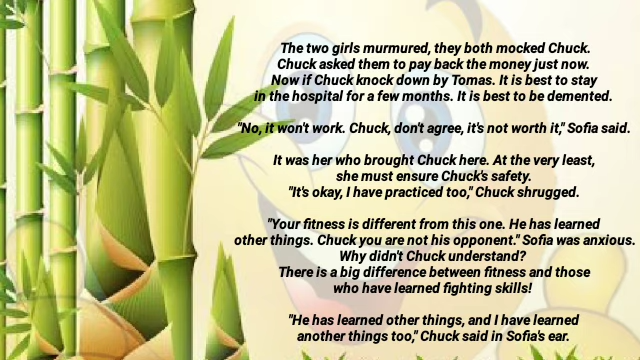 The two girls murmured, they both mocked Chuck.
Chuck asked them to pay back the money just now.
Now if Chuck knock down by Tomas. It is best to stay
in the hospital for a few months. It is best to be demented.
"No, it won't work. Chuck, don't agree, it's not worth it," Sofia said.
It was her who brought Chuck here. At the very least,
she must ensure Chuck's safety.
"It's okay, I have practiced too," Chuck shrugged.
"Your fitness is different from this one. He has learned
other things. Chuck you are not his opponent." Sofia was anxious.
Why didn't Chuck understand?
There is a big difference between fitness and those
who have learned fighting skills!
"He has learned other things, and I have learned
another things too," Chuck said in Sofia's ear.